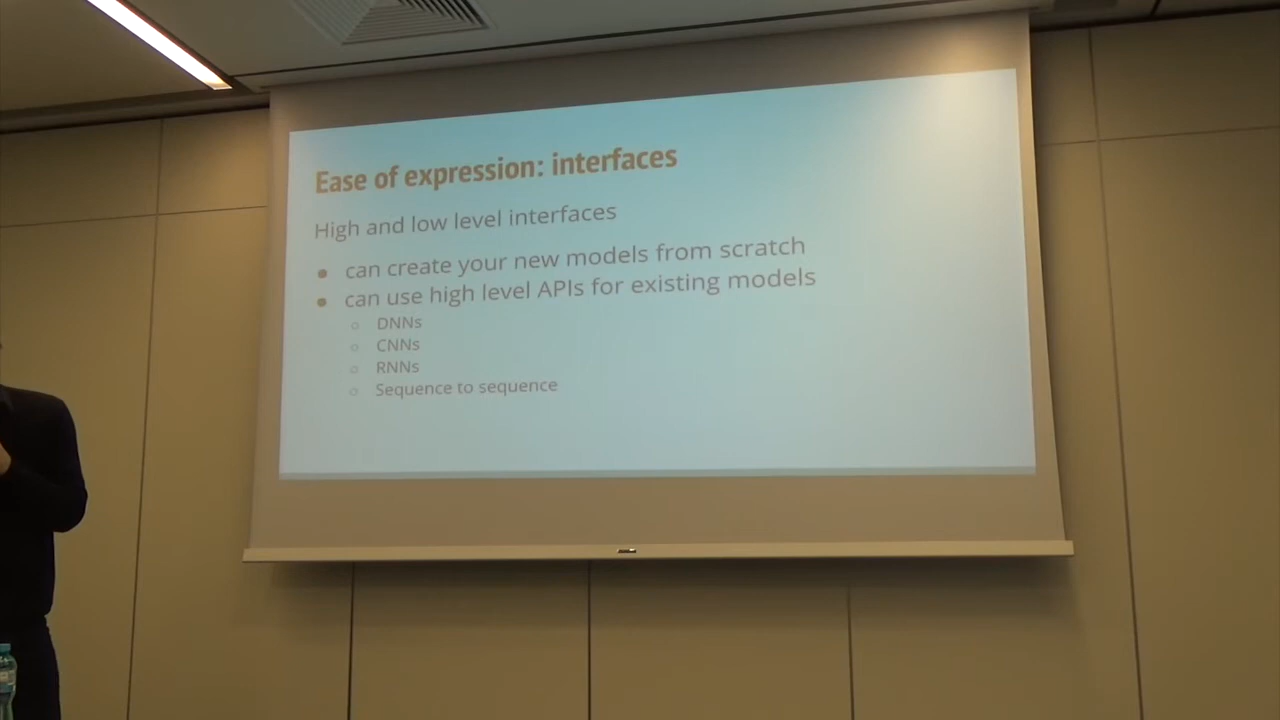 Ease of expression: interfaces
High and low level interfaces
● can create your new models from scratch
● can use high level APIs for existing models
○ DNNs
○ CNNs
○ RNNs
○ Sequence to sequence